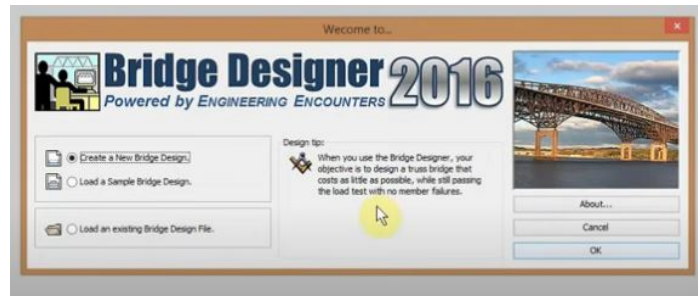 Wecome to...
Bridge Designer 2016
Powered by ENGINEERING ENCOUNTERS
Create a New Bridge Design.
Load a Sample Bridge Design.
Load an existing Bridge Design File.
Design tip:
When you use the Bridge Designer, your
objective is to design a truss bridge that
costs as little as possible, while still passing
the load test with no member failures.
About...
Cancel
OK